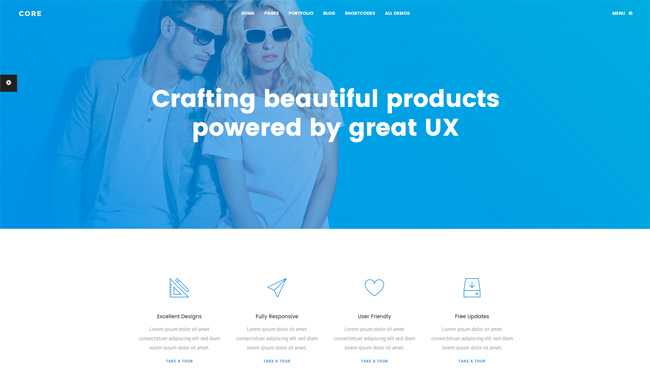 CORE
HOME PAGES PORTFOLIO BLOG SHORTCODES ALL DEMOS
MENU
Crafting beautiful products
powered by great UX
Excellent Designs
Lorem ipsum dolor sit amet
consectetuer adipiscing elit sed diam
lorem ipsum dolor sit amet.
TAKE A TOUR
Fully Responsive
Lorem ipsum dolor sit amet
consectetuer adipiscing elit sed diam
lorem ipsum dolor sit amet.
TAKE A TOUR
User Friendly
Lorem ipsum dolor sit amet
consectetuer adipiscing elit sed diam
lorem ipsum dolor sit amet.
TAKE A TOUR
Free Updates
Lorem ipsum dolor sit amet
consectetuer adipiscing elit sed diam
lorem ipsum dolor sit amet.
TAKE A TOUR